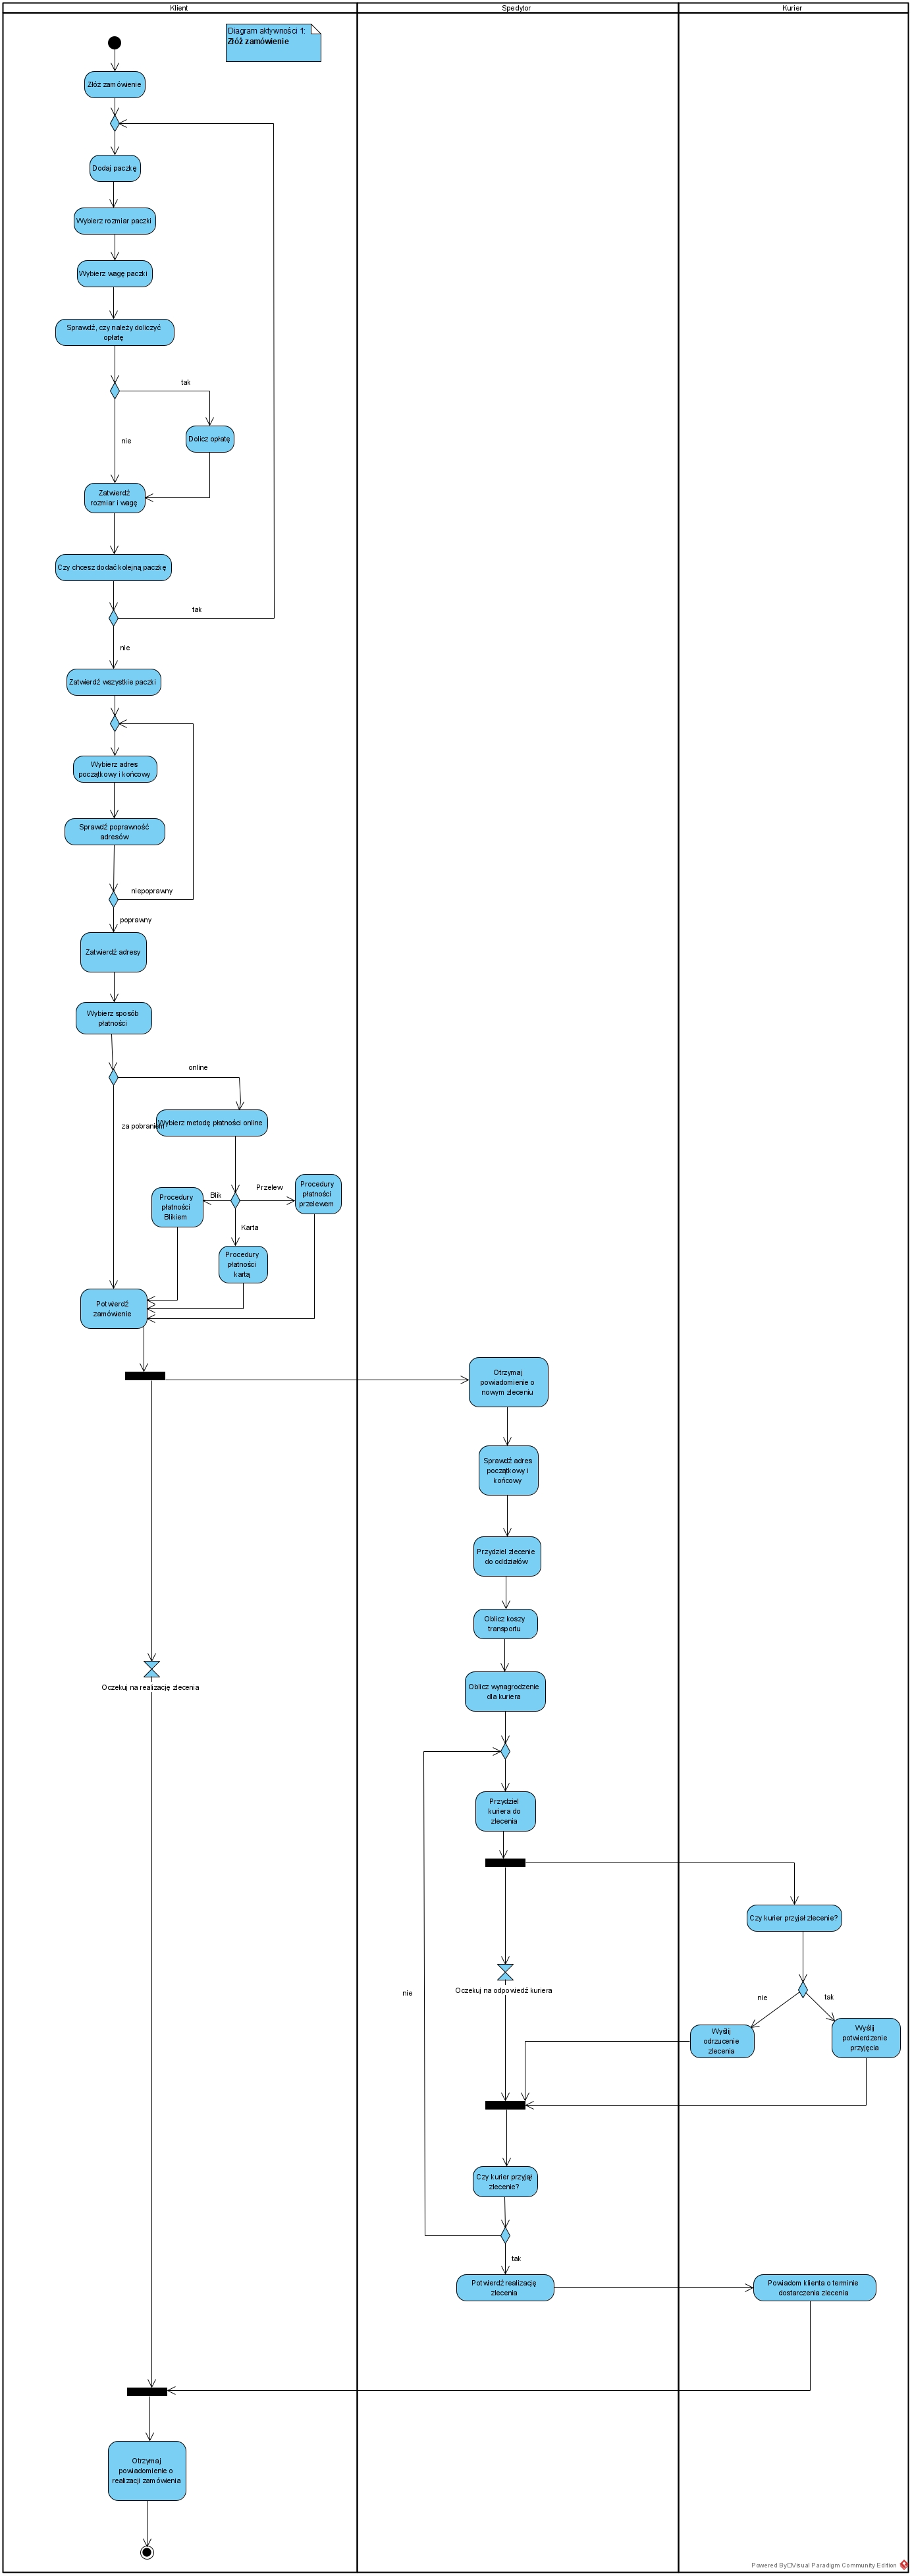 Klient
Spedytor
Kurier
Diagram aktywności 1:
Złóż zamówienie
Złóż zamówienie
Dodaj paczkę
Wybierz rozmiar paczki
Wybierz wagę paczki
Sprawdź, czy należy doliczyć
opłatę
tak
nie
Dolicz opłatę
Zatwierdź
rozmiar i wagę
Czy chcesz dodać kolejną paczkę
tak
nie
Zatwierdź wszystkie paczki
Wybierz adres
początkowy i końcowy
Sprawdź poprawność
adresów
niepoprawny
poprawny
Zatwierdź adresy
Wybierz sposób
płatności
online
za pobraniem
Wybierz metodę płatności online
Blik
Przelew
Karta
Procedury
płatności
Blikiem
Procedury
płatności
przelewem
Procedury
płatności
kartą
Potwierdź
zamówienie
Otrzymaj
powiadomienie o
nowym zleceniu
Sprawdź adres
początkowy i
końcowy
Przydziel zlecenie
do oddziałów
Oblicz koszy
transportu
Oczekuj na realizację zlecenia
Oblicz wynagrodzenie
dla kuriera
Przydziel
kuriera do
zlecenia
Czy kurier przyjął zlecenie?
Oczekuj na odpowiedź kuriera
nie
nie
tak
Wyślij
odrzucenie
zlecenia
Wyślij
potwierdzenie
przyjęcia
Czy kurier przyjął
zlecenie?
tak
Potwierdź realizację
zlecenia
Powiadom klienta o terminie
dostarczenia zlecenia
Otrzymaj
powiadomienie o
realizacji zamówienia
Powered By Visual Paradigm Community Edition